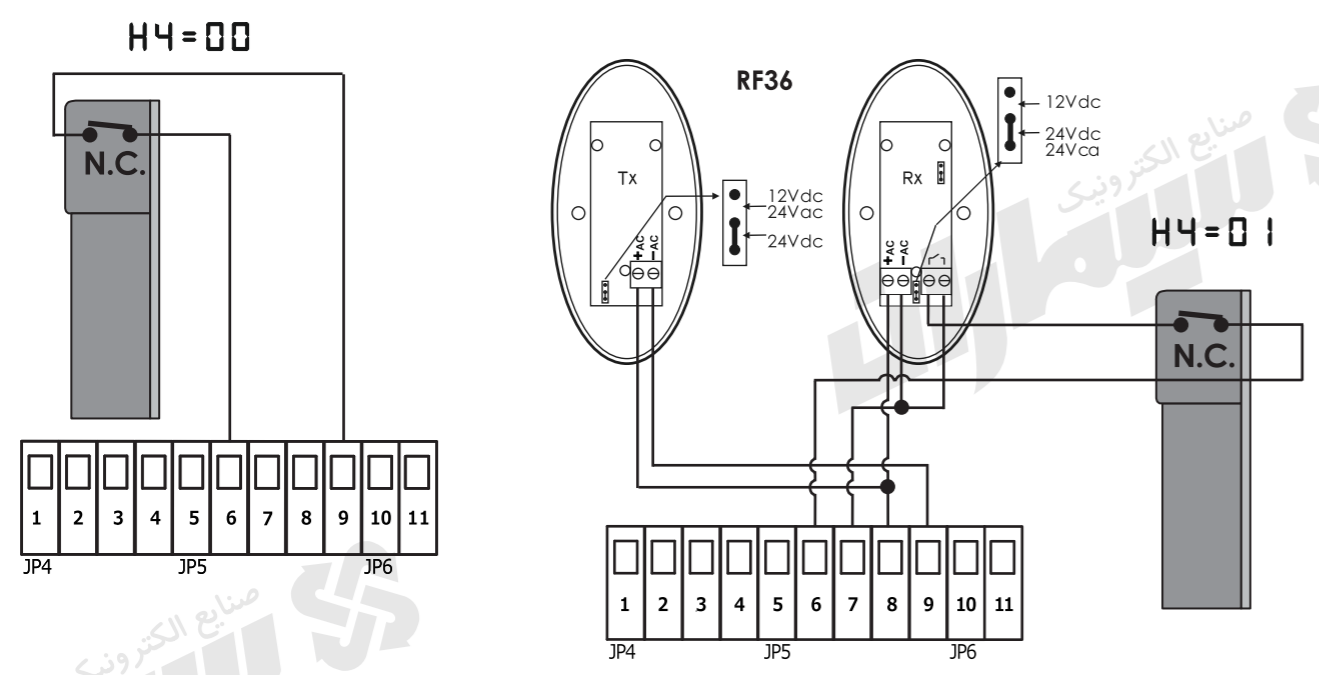 H4=00
N.C.
1 2 3 4 5 6 7 8 9 10 11
JP4 JP5 JP6
RF36
Tx
+AC
−AC
12Vdc
24Vac
24Vdc
Rx
+AC
−AC
12Vdc
24Vdc
24Vca
H4=01
N.C.
1 2 3 4 5 6 7 8 9 10 11
JP4 JP5 JP6
صنایع الکترونیک
سیماران
صنایع الکترونیک